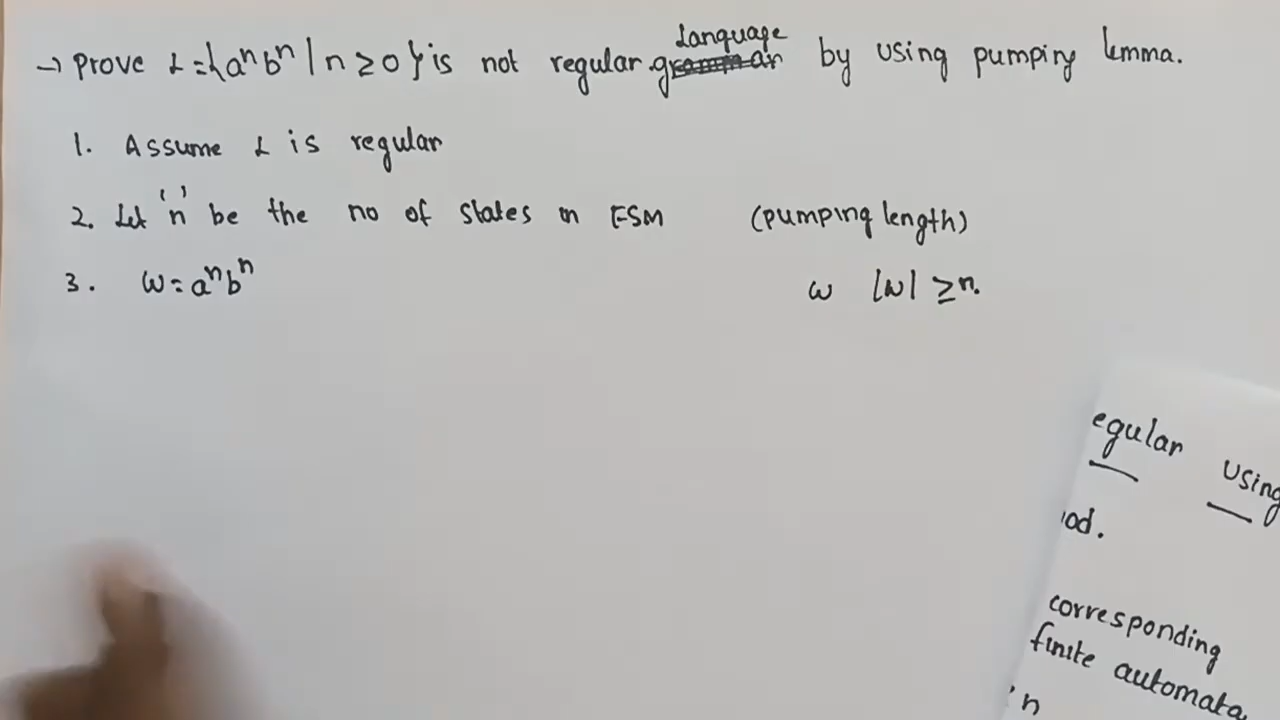 → Prove L = {aⁿbⁿ | n ≥ 0} is not regular Language by using pumping lemma.
1. Assume L is regular
2. Let 'n' be the no of states in FSM (pumping length)
3. w = aⁿbⁿ w |w| ≥ n.
egular using
od.
corresponding
finite automata
'n